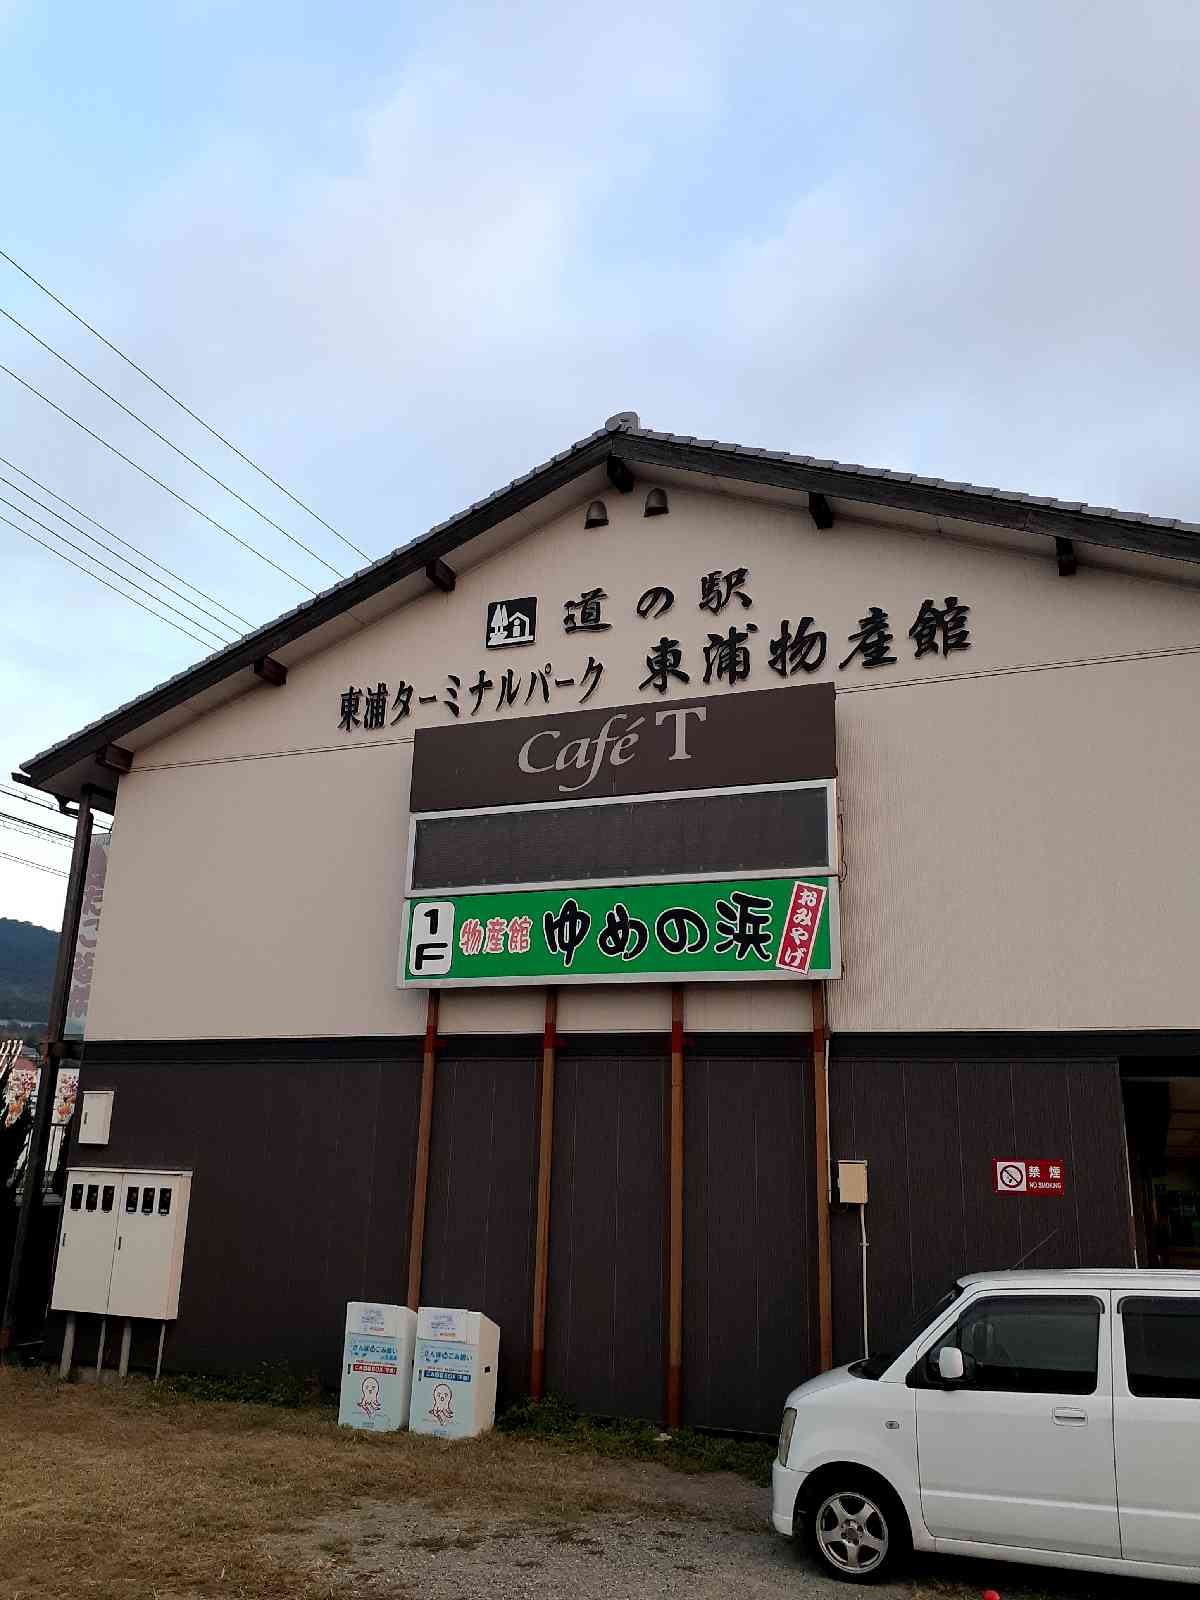 道の駅
東浦ターミナルパーク 東浦物産館
Café T
1F 物産館 ゆめの浜 おみやげ
禁煙
NO SMOKING